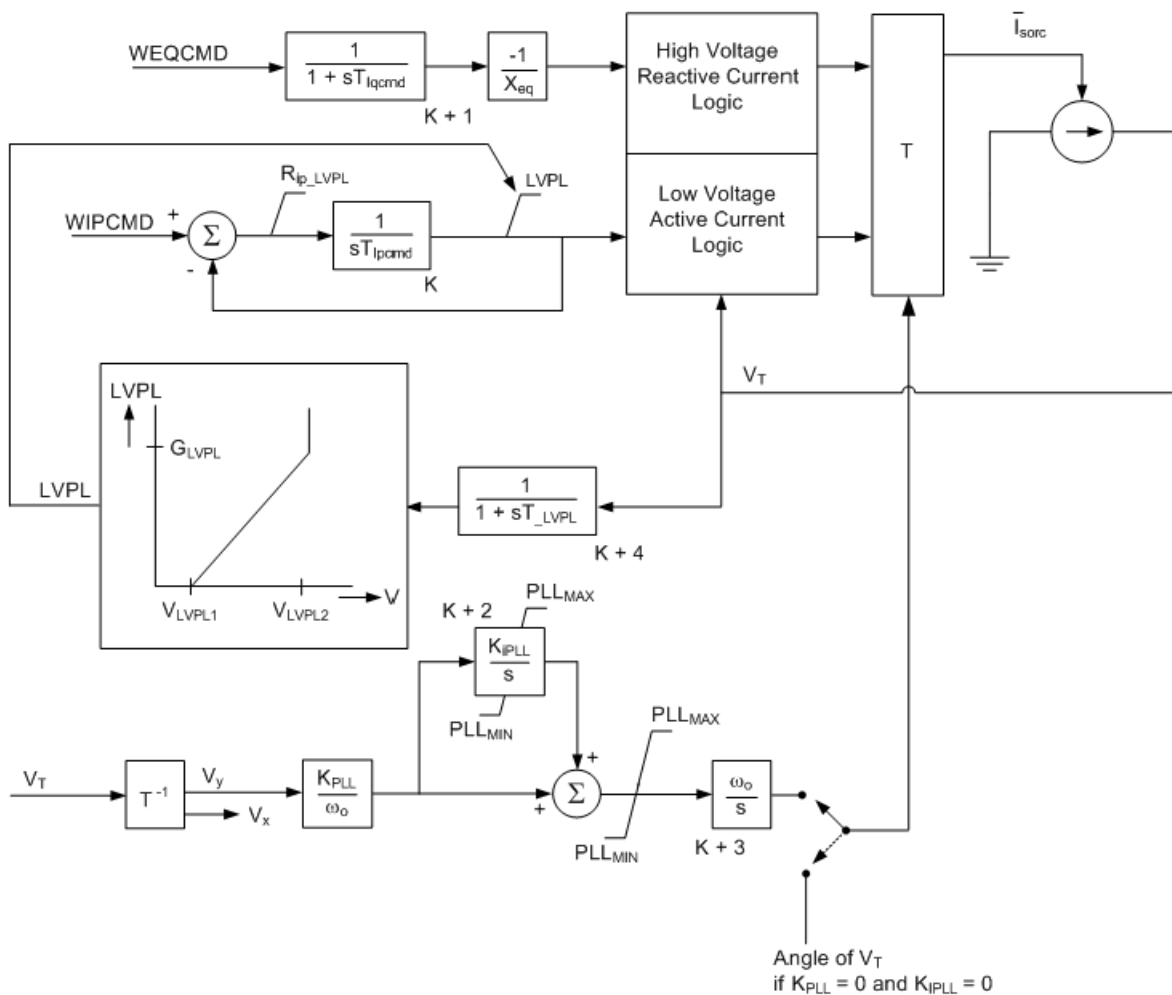 WEQCMD
1
1 + sT_Iqcmd
K + 1
-1
X_eq
High Voltage
Reactive Current
Logic
T
I_sorc
R_ip_LVPL
LVPL
WIPCMD
+
Σ
-
1
sT_Ipcmd
K
Low Voltage
Active Current
Logic
V_T
LVPL
G_LVPL
LVPL
V_LVPL1
V_LVPL2
V
1
1 + sT_LVPL
K + 4
K + 2
PLL_MAX
K_iPLL
s
PLL_MIN
V_T
T^-1
V_y
V_x
K_PLL
ω_o
+
+
Σ
PLL_MAX
PLL_MIN
ω_o
s
K + 3
Angle of V_T
if K_PLL = 0 and K_IPLL = 0